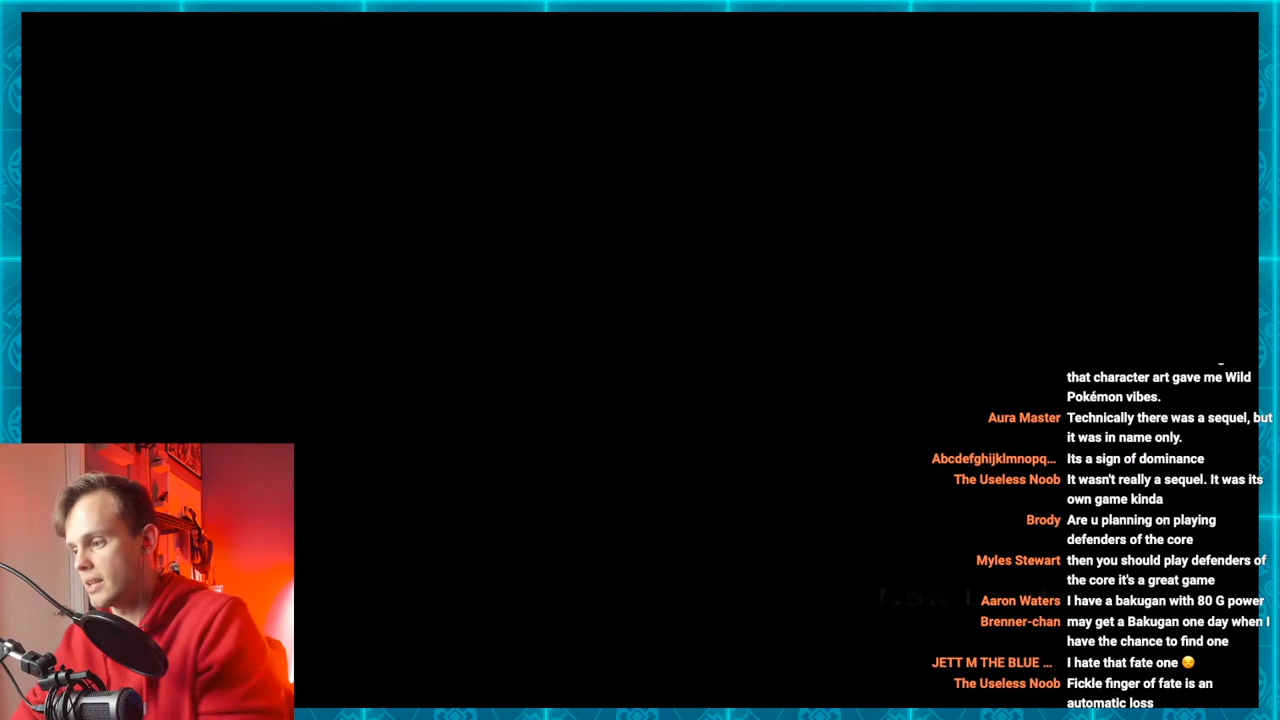 that character art gave me Wild
Pokémon vibes.
Aura Master Technically there was a sequel, but
it was in name only.
Abcdefghijklmnopq... Its a sign of dominance
The Useless Noob It wasn't really a sequel. It was its
own game kinda
Brody Are u planning on playing
defenders of the core
Myles Stewart then you should play defenders of
the core it's a great game
Aaron Waters I have a bakugan with 80 G power
Brenner-chan may get a Bakugan one day when I
have the chance to find one
JETT M THE BLUE ... I hate that fate one 😒
The Useless Noob Fickle finger of fate is an
automatic loss